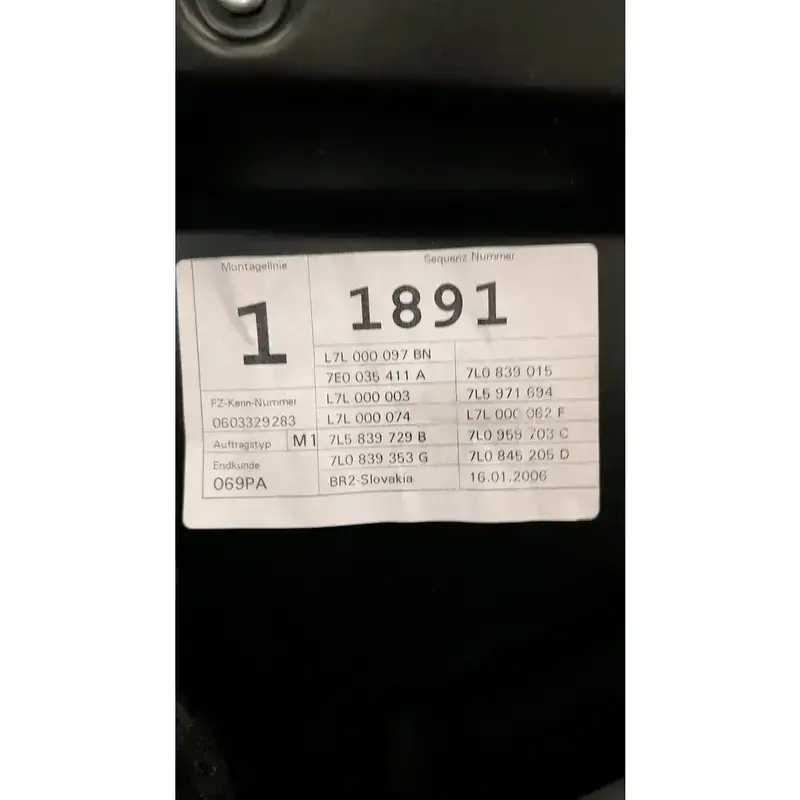 Montagelinie
1
Sequenz Nummer
1891
FZ-Kenn-Nummer
0603329283
Auftragstyp M1
Endkunde
069PA
L7L 000 097 BN
7E0 035 411 A 7L0 839 015
L7L 000 003 7L5 971 694
L7L 000 074 L7L 000 062 F
7L5 839 729 B 7L0 959 703 C
7L0 839 353 G 7L0 845 205 D
BR2-Slovakia 16.01.2006